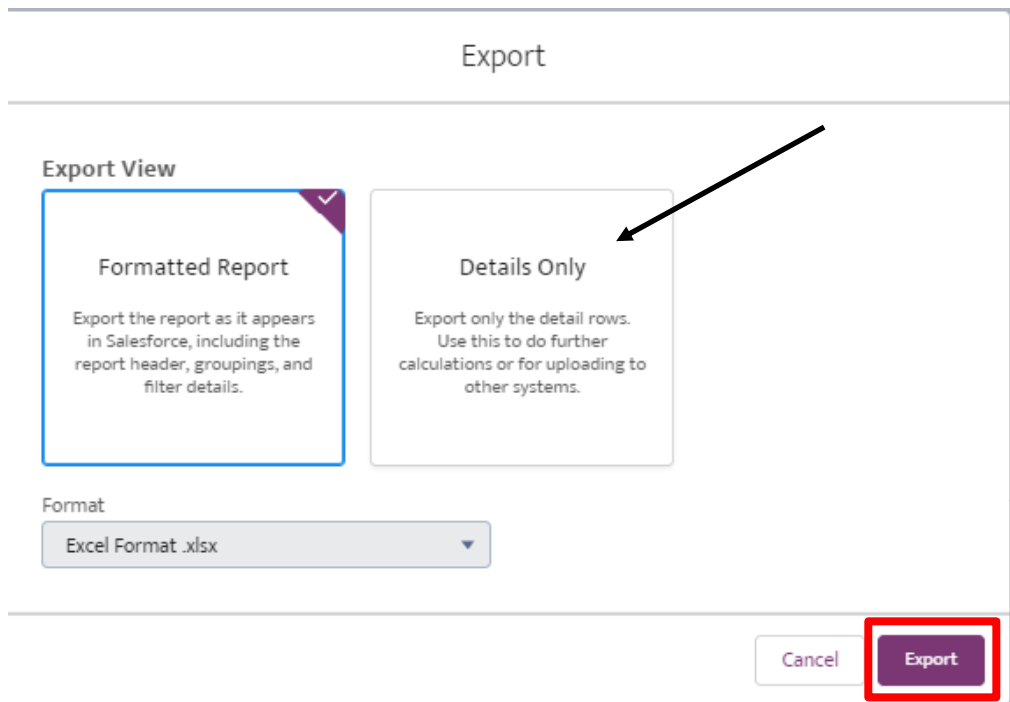 Export
Export View
Formatted Report
Export the report as it appears
in Salesforce, including the
report header, groupings, and
filter details.
Details Only
Export only the detail rows.
Use this to do further
calculations or for uploading to
other systems.
Format
Excel Format .xlsx
Cancel
Export